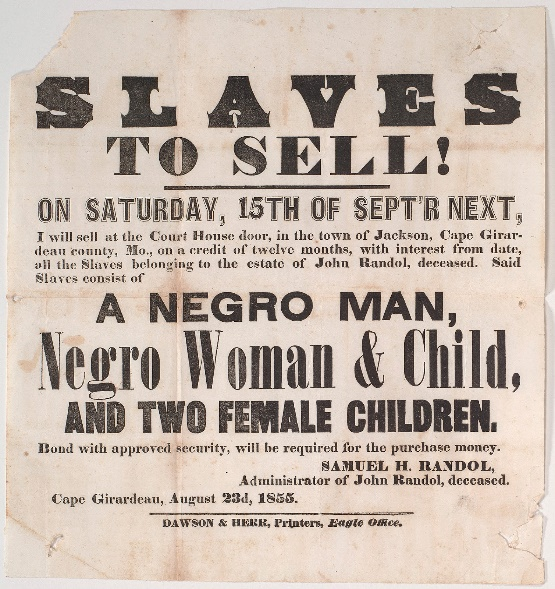 SLAVES
TO SELL!
ON SATURDAY, 15TH OF SEPT'R NEXT,
I will sell at the Court House door, in the town of Jackson, Cape Girar-
deau county, Mo., on a credit of twelve months, with interest from date,
all the Slaves belonging to the estate of John Randol, deceased. Said
Slaves consist of
A NEGRO MAN,
Negro Woman & Child,
AND TWO FEMALE CHILDREN.
Bond with approved security, will be required for the purchase money.
SAMUEL H. RANDOL,
Administrator of John Randol, deceased.
Cape Girardeau, August 23d, 1855.
DAWSON & HERR, Printers, Eagle Office.